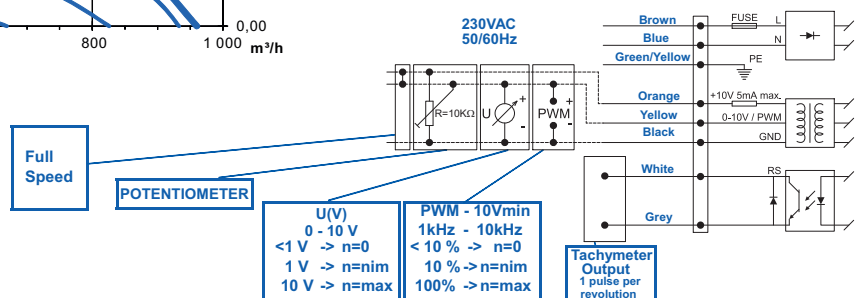 0,00
800
1 000
m³/h
230VAC
50/60Hz
Brown
FUSE
L
Blue
N
Green/Yellow
PE
Orange
+10V 5mA max.
Yellow
0-10V / PWM
Black
GND
R=10KΩ
U
+
-
PWM
+
-
White
RS
Grey
Full
Speed
POTENTIOMETER
U(V)
0 - 10 V
<1 V -> n=0
1 V -> n=nim
10 V -> n=max
PWM - 10Vmin
1kHz - 10kHz
< 10 % -> n=0
10 % -> n=nim
100% -> n=max
Tachymeter
Output
1 pulse per
revolution